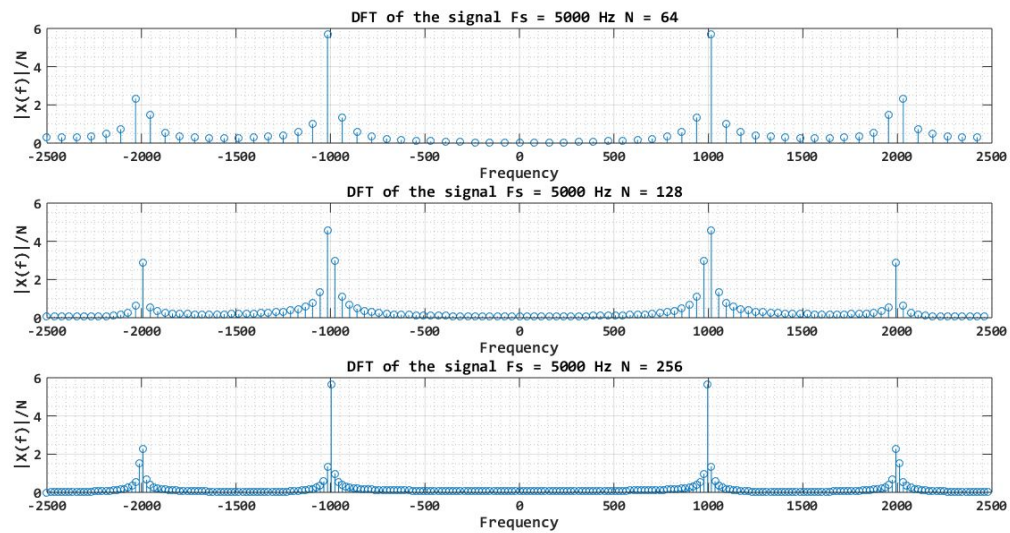 DFT of the signal Fs = 5000 Hz N = 64
|X(f)|/N
6
4
2
0
-2500 -2000 -1500 -1000 -500 0 500 1000 1500 2000 2500
Frequency
DFT of the signal Fs = 5000 Hz N = 128
|X(f)|/N
6
4
2
0
-2500 -2000 -1500 -1000 -500 0 500 1000 1500 2000 2500
Frequency
DFT of the signal Fs = 5000 Hz N = 256
|X(f)|/N
6
4
2
0
-2500 -2000 -1500 -1000 -500 0 500 1000 1500 2000 2500
Frequency